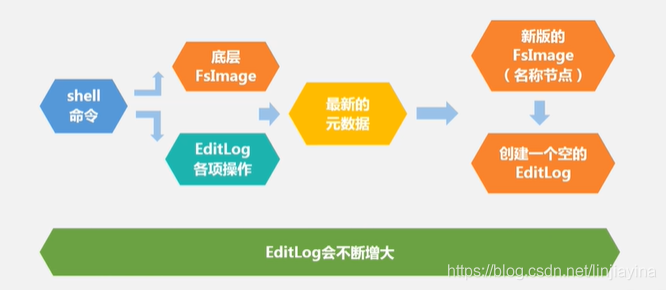 shell
命令
底层
FsImage
EditLog
各项操作
最新的
元数据
新版的
FsImage
（名称节点）
创建一个空的
EditLog
EditLog会不断增大
https://blog.csdn.net/linjiayina